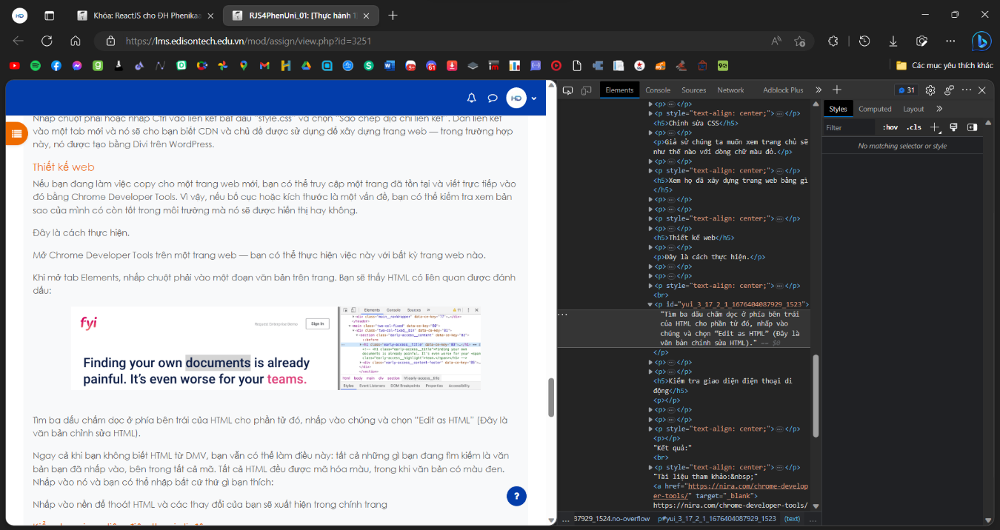 Khóa: ReactJS cho ĐH Phenikaa
RJS4PhenUni_01: [Thực hành 1
https://lms.edisontech.edu.vn/mod/assign/view.php?id=3251
Các mục yêu thích khác
HD
Nhấp chuột phải hoặc nhấp Ctrl vào liên kết bắt đầu "style.css" và chọn "Sao chép địa chỉ liên kết". Dán liên kết
vào một tab mới và nó sẽ cho bạn biết CDN và chủ đề được sử dụng để xây dựng trang web — trong trường hợp
này, nó được tạo bằng Divi trên WordPress.
Thiết kế web
Nếu bạn đang làm việc copy cho một trang web mới, bạn có thể truy cập một trang đã tồn tại và viết trực tiếp vào
đó bằng Chrome Developer Tools. Vì vậy, nếu bố cục hoặc kích thước là một vấn đề, bạn có thể kiểm tra xem bản
sao của mình có còn tốt trong môi trường mà nó sẽ được hiển thị hay không.
Đây là cách thực hiện.
Mở Chrome Developer Tools trên một trang web — bạn có thể thực hiện việc này với bất kỳ trang web nào.
Khi mở tab Elements, nhấp chuột phải vào một đoạn văn bản trên trang. Bạn sẽ thấy HTML có liên quan được đánh
dấu:
fyi
Request Enterprise Demo
Sign In
Finding your own documents is already
painful. It's even worse for your teams.
Elements Console Sources » 11
</header>
</section>
html body main div section h1.early-access__title
Styles Event Listeners DOM Breakpoints Properties Accessibility
Tìm ba dấu chấm dọc ở phía bên trái của HTML cho phần tử đó, nhấp vào chúng và chọn "Edit as HTML" (Đây là
văn bản chỉnh sửa HTML).
Ngay cả khi bạn không biết HTML từ DMV, bạn vẫn có thể làm điều này: tất cả những gì bạn đang tìm kiếm là văn
bản bạn đã nhấp vào, bên trong tất cả mã. Tất cả HTML đều được mã hóa màu, trong khi văn bản có màu đen.
Nhấp vào nó và bạn có thể nhập bất cứ thứ gì bạn thích:
Nhấp vào nền để thoát HTML và các thay đổi của bạn sẽ xuất hiện trong chính trang
?
Elements Console Sources Network Adblock Plus » 31
<p>…</p>
<p style="text-align: center;">…</p>
<h5>Chỉnh sửa CSS</h5>
<p>…</p>
<p>Giả sử chúng ta muốn xem trang chủ sẽ
như thế nào với dòng chữ màu đỏ.</p>
<p>…</p>
<p style="text-align: center;">…</p>
<h5>Xem họ đã xây dựng trang web bằng gì
</h5>
<p>…</p>
<p>…</p>
<p style="text-align: center;">…</p>
<p>…</p>
<h5>Thiết kế web</h5>
<p>…</p>
<p>Đây là cách thực hiện.</p>
<p>…</p>
<p>…</p>
<p style="text-align: center;">…</p>
<br>
<p id="yui_3_17_2_1_1676404087929_1523">
"Tìm ba dấu chấm dọc ở phía bên trái
của HTML cho phần tử đó, nhấp vào
chúng và chọn “Edit as HTML” (Đây là
văn bản chỉnh sửa HTML)." == $0
</p>
<p>…</p>
<p>…</p>
<h5>Kiểm tra giao diện điện thoại di
động</h5>
<p></p>
<p>…</p>
<p>…</p>
<p style="text-align: center;">…</p>
<p></p>
"Kết quả:"
<br>
<p style="text-align: center;">…</p>
"Tài liệu tham khảo:&nbsp;"
<a href="https://nira.com/chrome-develop
er-tools/" target="_blank">
https://nira.com/chrome-developer-tools/
… 87929_1524.no-overflow p#yui_3_17_2_1_1676404087929_1523 (text) …
Styles Computed Layout »
Filter :hov .cls
No matching selector or style